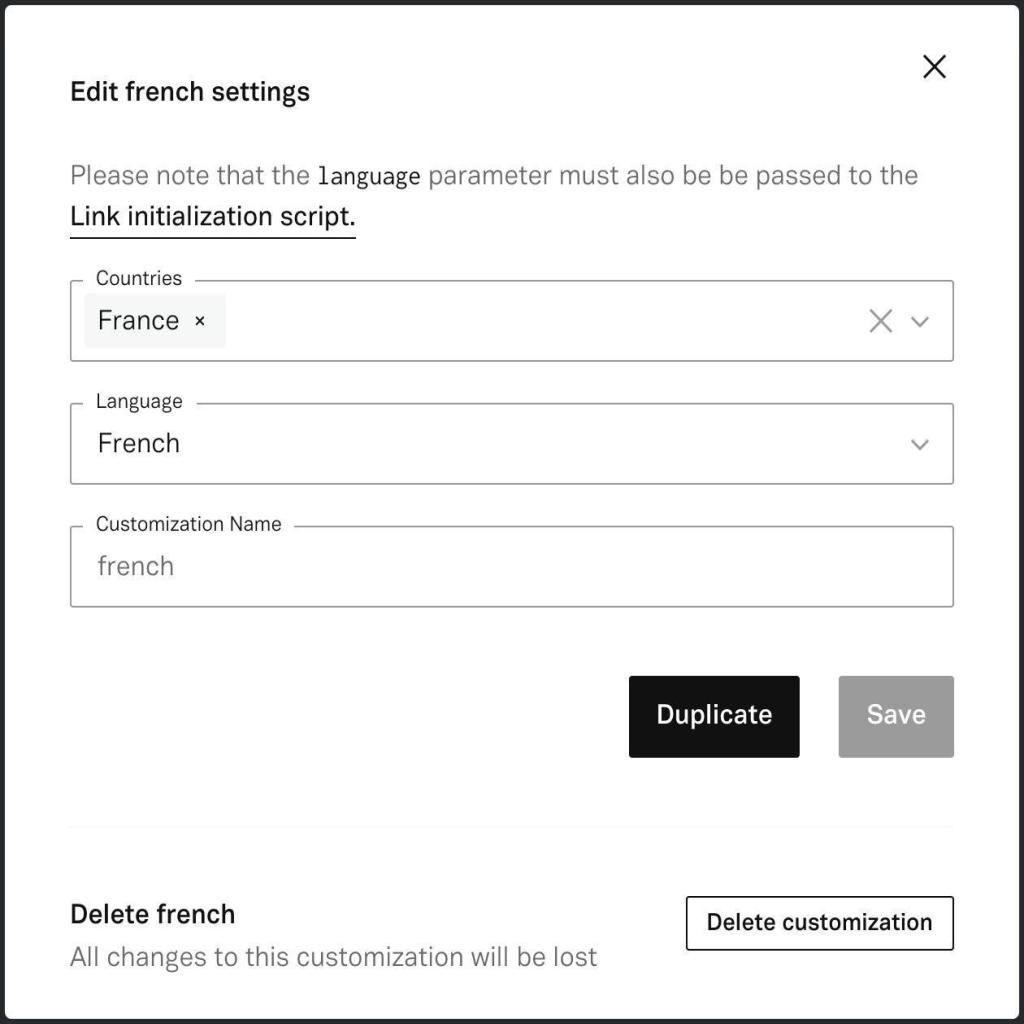 Edit french settings
Please note that the language parameter must also be be passed to the
Link initialization script.
Countries
France ×
Language
French
Customization Name
french
Duplicate
Save
Delete french
Delete customization
All changes to this customization will be lost